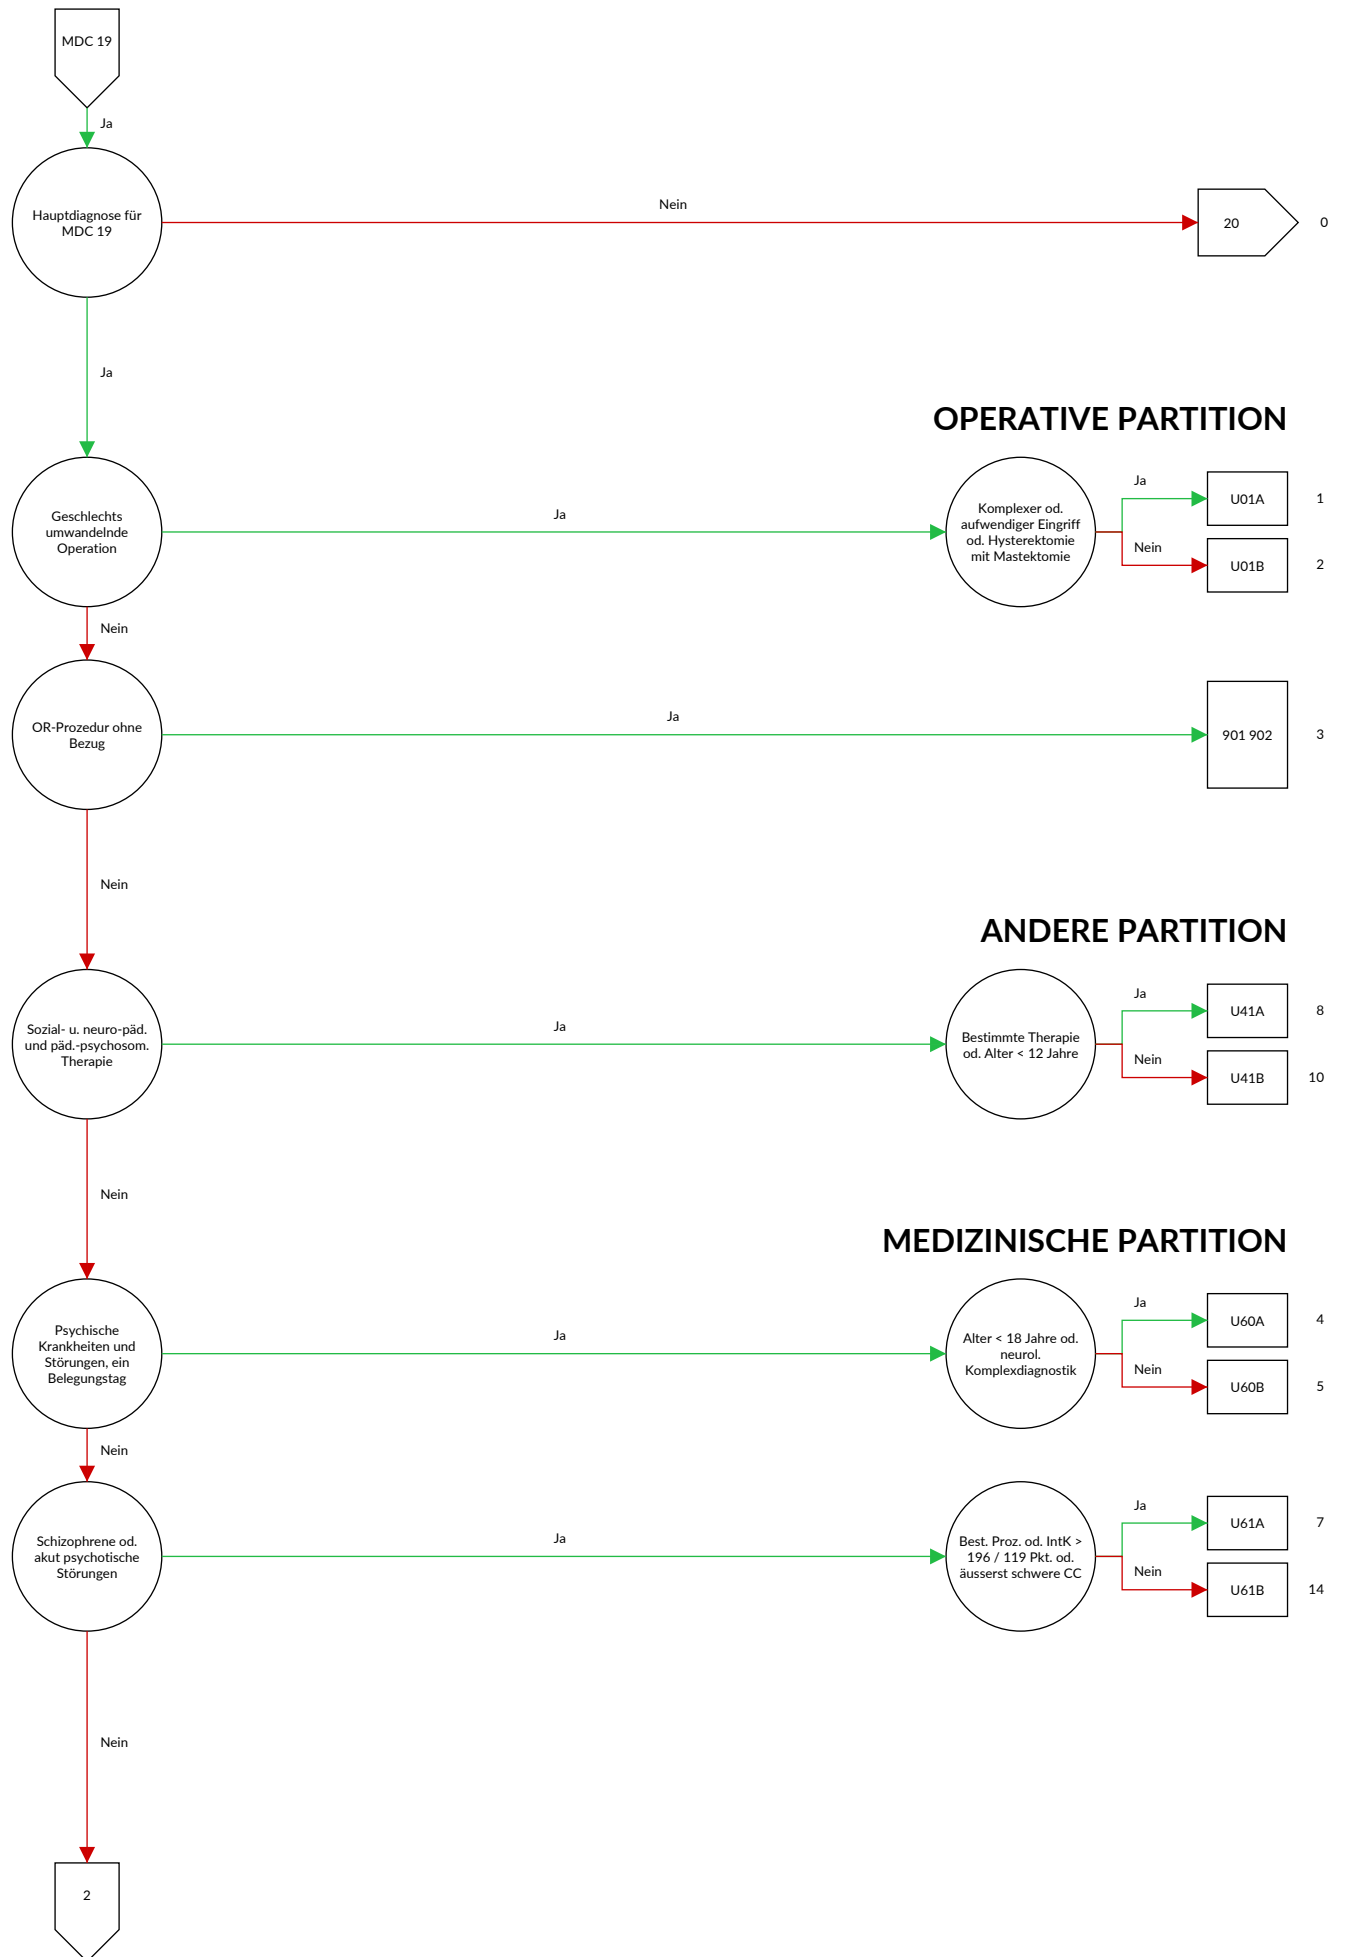 MDC 19
Ja
Hauptdiagnose für
MDC 19
Nein
20
0
Ja
OPERATIVE PARTITION
Geschlechts
umwandelnde
Operation
Ja
Komplexer od.
aufwendiger Eingriff
od. Hysterektomie
mit Mastektomie
Ja
U01A
1
Nein
U01B
2
Nein
OR-Prozedur ohne
Bezug
Ja
901 902
3
Nein
ANDERE PARTITION
Sozial- u. neuro-päd.
und päd.-psychosom.
Therapie
Ja
Bestimmte Therapie
od. Alter < 12 Jahre
Ja
U41A
8
Nein
U41B
10
Nein
MEDIZINISCHE PARTITION
Psychische
Krankheiten und
Störungen, ein
Belegungstag
Ja
Alter < 18 Jahre od.
neurol.
Komplexdiagnostik
Ja
U60A
4
Nein
U60B
5
Nein
Schizophrene od.
akut psychotische
Störungen
Ja
Best. Proz. od. IntK >
196 / 119 Pkt. od.
äusserst schwere CC
Ja
U61A
7
Nein
U61B
14
Nein
2